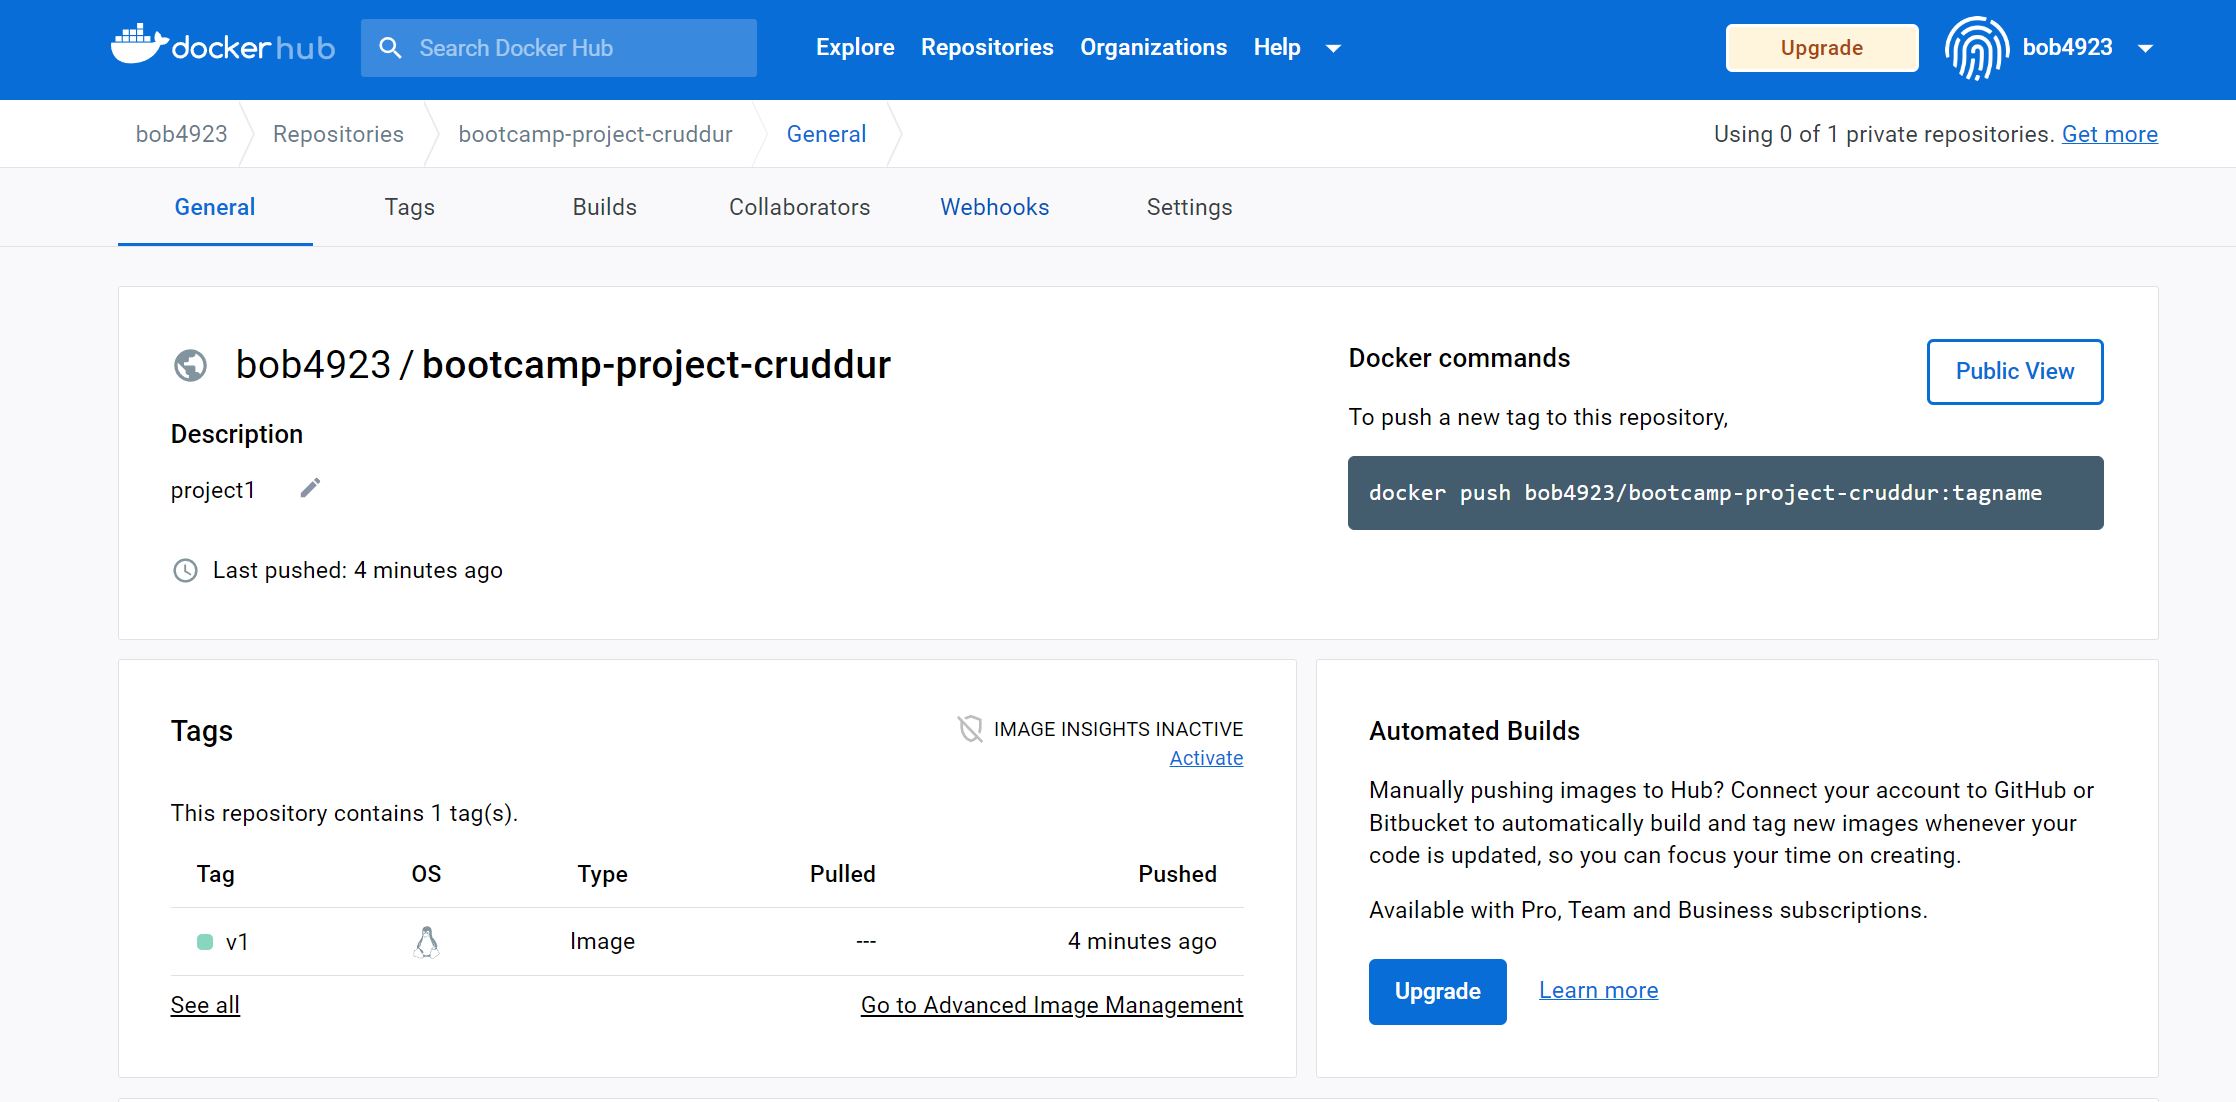 docker hub
Search Docker Hub
Explore Repositories Organizations Help
Upgrade
bob4923
bob4923 Repositories bootcamp-project-cruddur General
Using 0 of 1 private repositories. Get more
General Tags Builds Collaborators Webhooks Settings
bob4923 / bootcamp-project-cruddur
Description
project1
Last pushed: 4 minutes ago
Docker commands
Public View
To push a new tag to this repository,
docker push bob4923/bootcamp-project-cruddur:tagname
Tags
IMAGE INSIGHTS INACTIVE
Activate
This repository contains 1 tag(s).
Tag OS Type Pulled Pushed
v1 Image --- 4 minutes ago
See all
Go to Advanced Image Management
Automated Builds
Manually pushing images to Hub? Connect your account to GitHub or
Bitbucket to automatically build and tag new images whenever your
code is updated, so you can focus your time on creating.
Available with Pro, Team and Business subscriptions.
Upgrade
Learn more